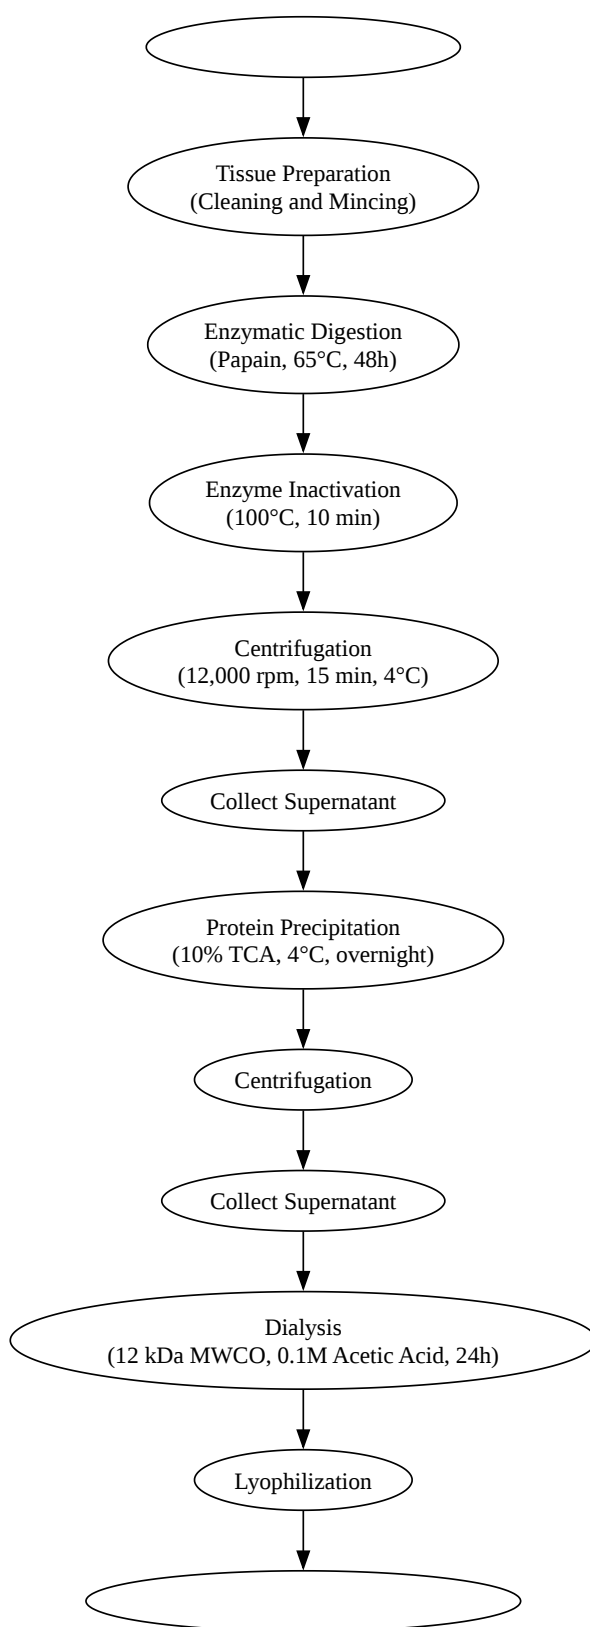 Tissue Preparation
(Cleaning and Mincing)
Enzymatic Digestion
(Papain, 65°C, 48h)
Enzyme Inactivation
(100°C, 10 min)
Centrifugation
(12,000 rpm, 15 min, 4°C)
Collect Supernatant
Protein Precipitation
(10% TCA, 4°C, overnight)
Centrifugation
Collect Supernatant
Dialysis
(12 kDa MWCO, 0.1M Acetic Acid, 24h)
Lyophilization